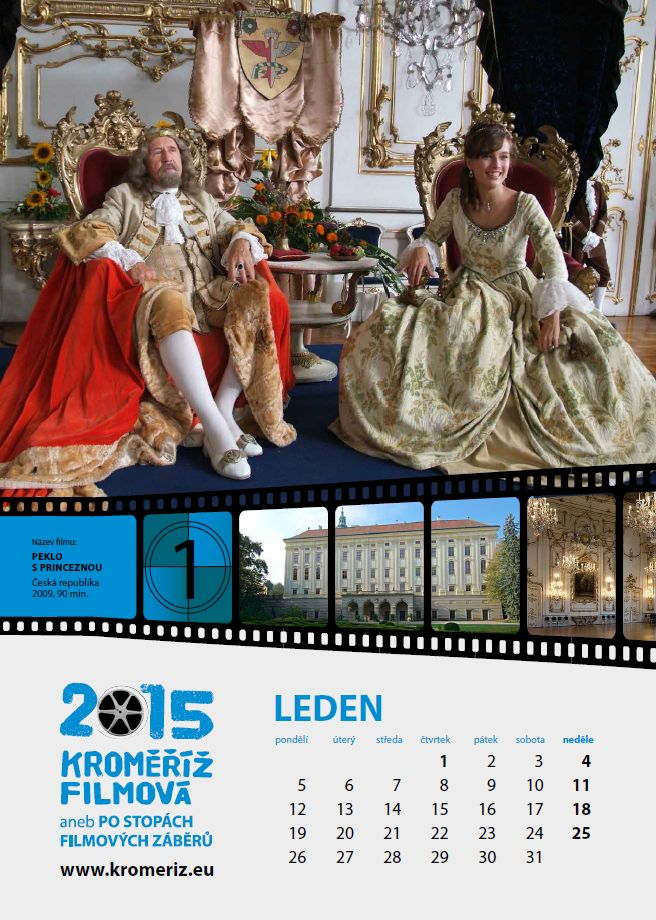 Název filmu:
PEKLO
S PRINCEZNOU
Česká republika
2009, 90 min.
1
2015
KROMĚŘÍŽ
FILMOVÁ
aneb PO STOPÁCH
FILMOVÝCH ZÁBĚRŮ
www.kromeriz.eu
LEDEN
pondělí úterý středa čtvrtek pátek sobota neděle
1 2 3 4
5 6 7 8 9 10 11
12 13 14 15 16 17 18
19 20 21 22 23 24 25
26 27 28 29 30 31